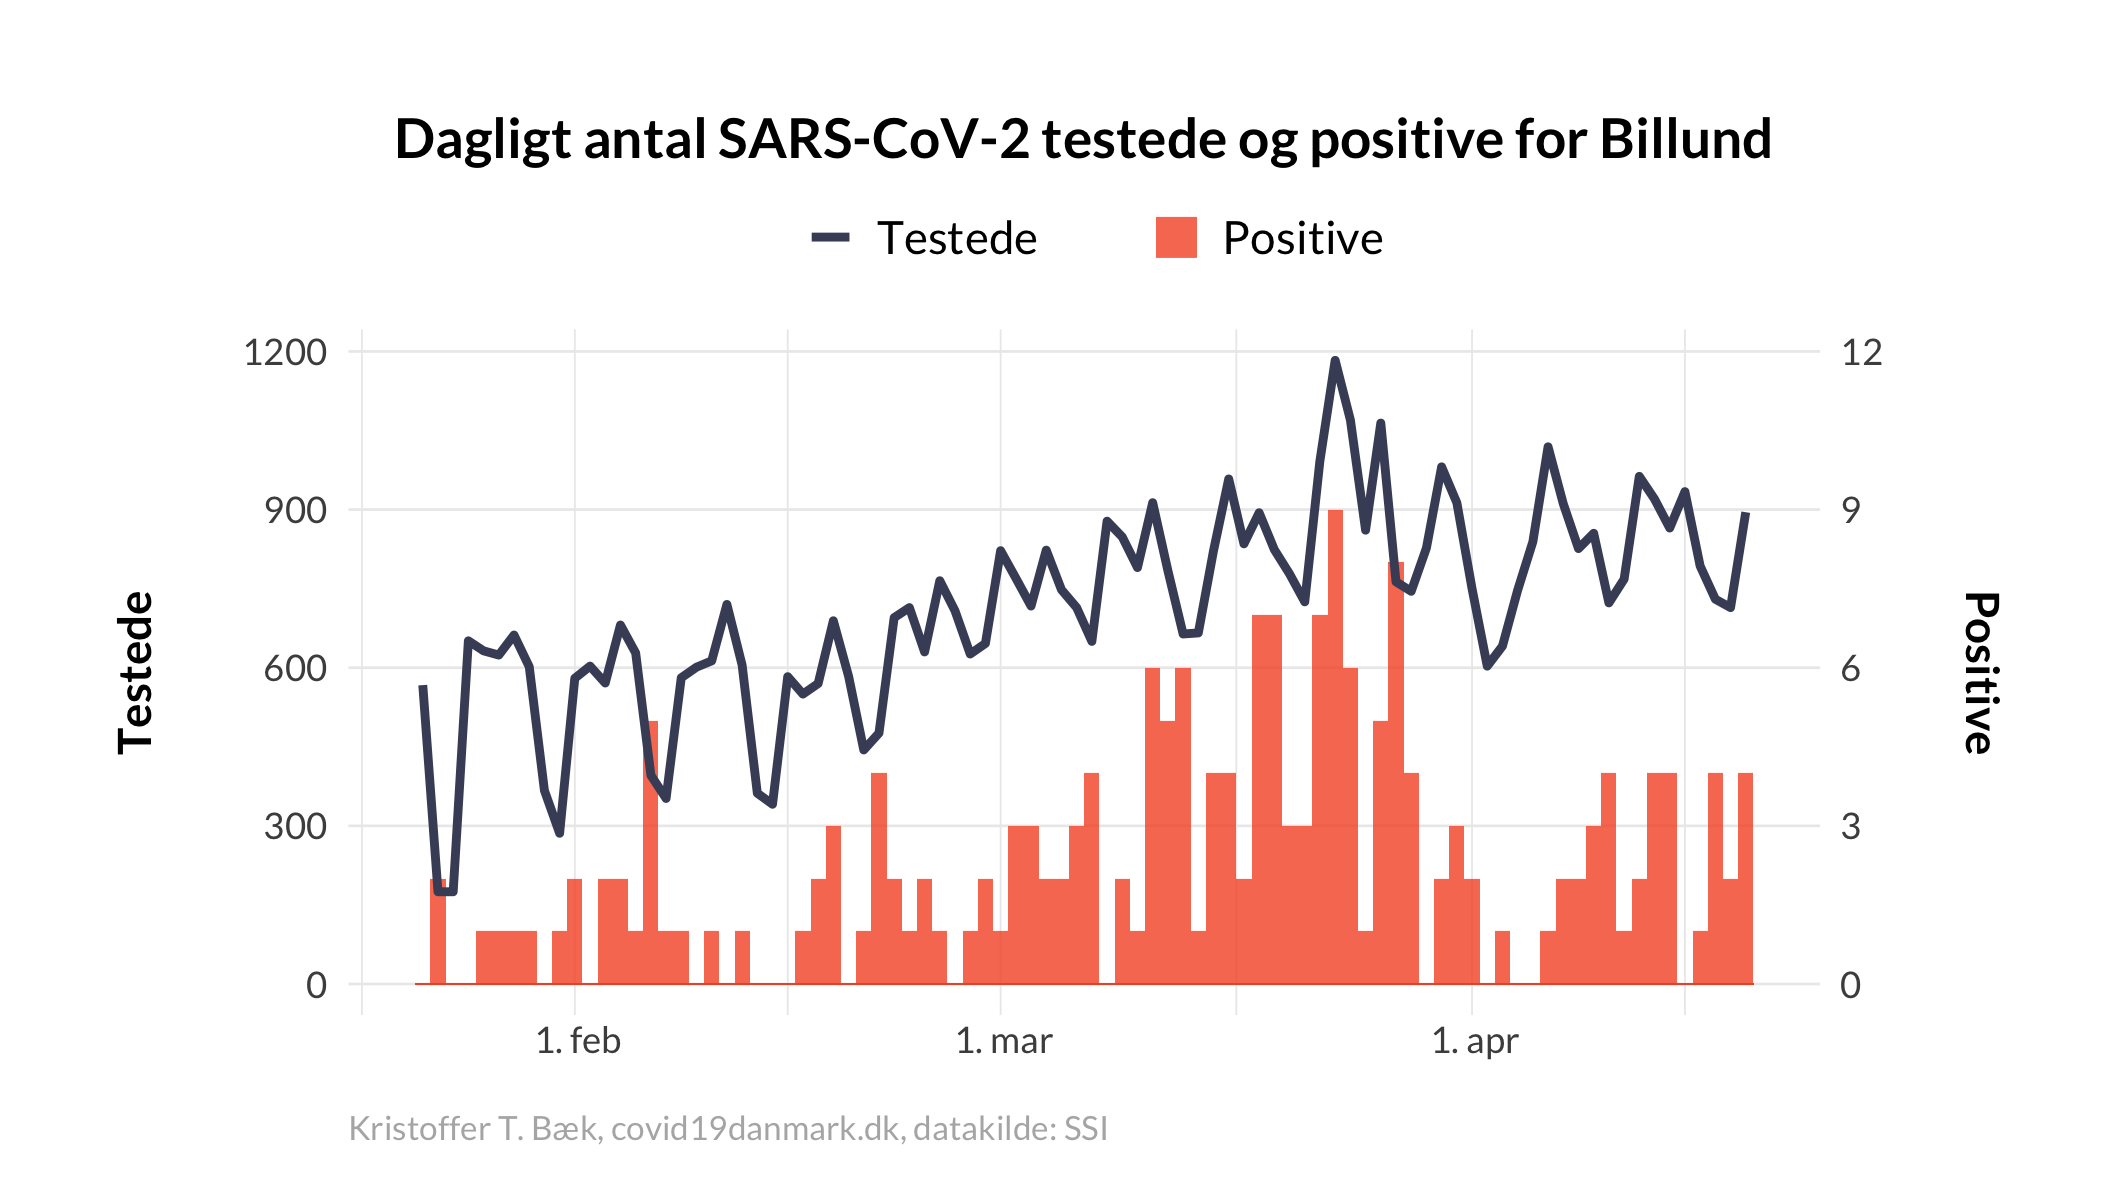 Dagligt antal SARS-CoV-2 testede og positive for Billund
Testede
Positive
1200
900
600
300
0
Testede
12
9
6
3
0
Positive
1. feb
1. mar
1. apr
Kristoffer T. Bæk, covid19danmark.dk, datakilde: SSI